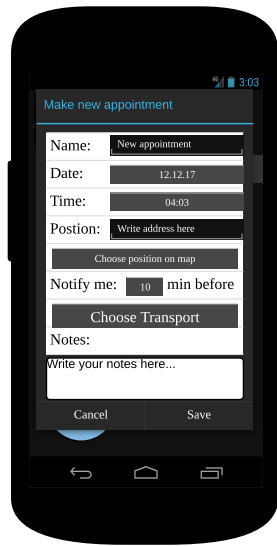 4G 3:03
Make new appointment
Name: New appointment
Date: 12.12.17
Time: 04:03
Postion: Write address here
Choose position on map
Notify me: 10 min before
Choose Transport
Notes:
Write your notes here...
Cancel Save